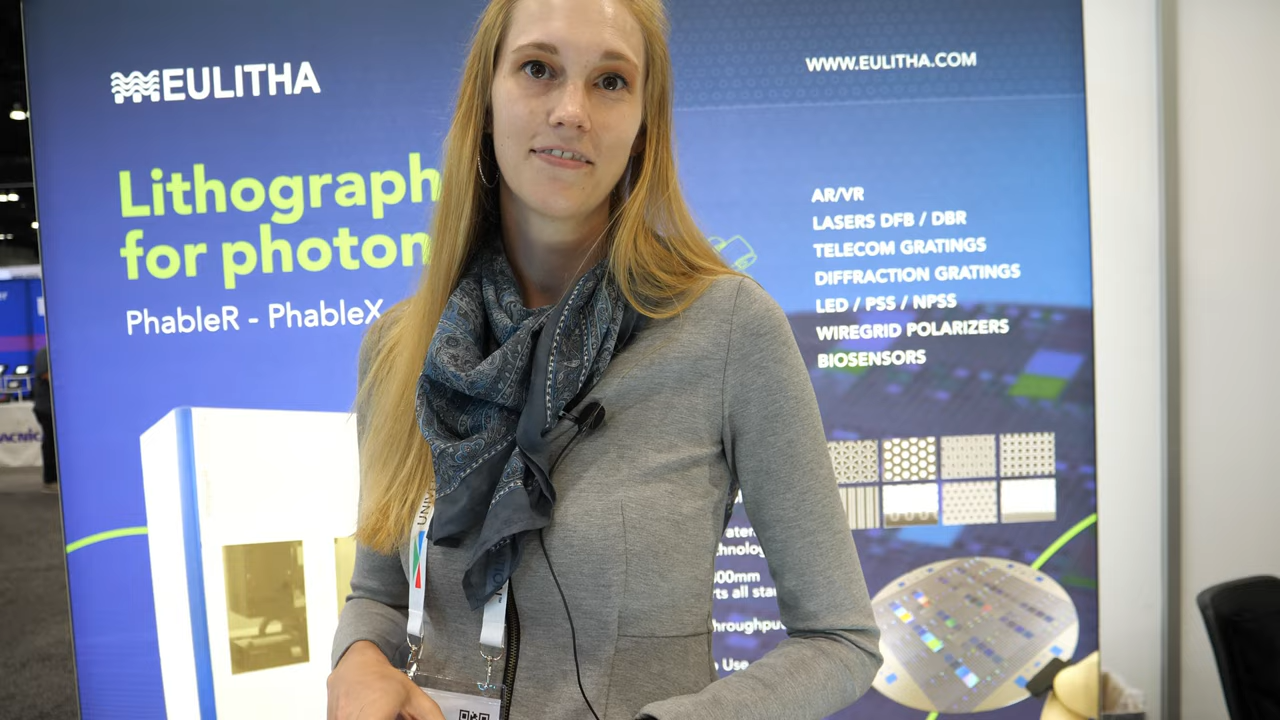 EULITHA
WWW.EULITHA.COM
Lithograph
for photon
PhableR - PhableX
AR/VR
LASERS DFB / DBR
TELECOM GRATINGS
DIFFRACTION GRATINGS
LED / PSS / NPSS
WIREGRID POLARIZERS
BIOSENSORS
Use